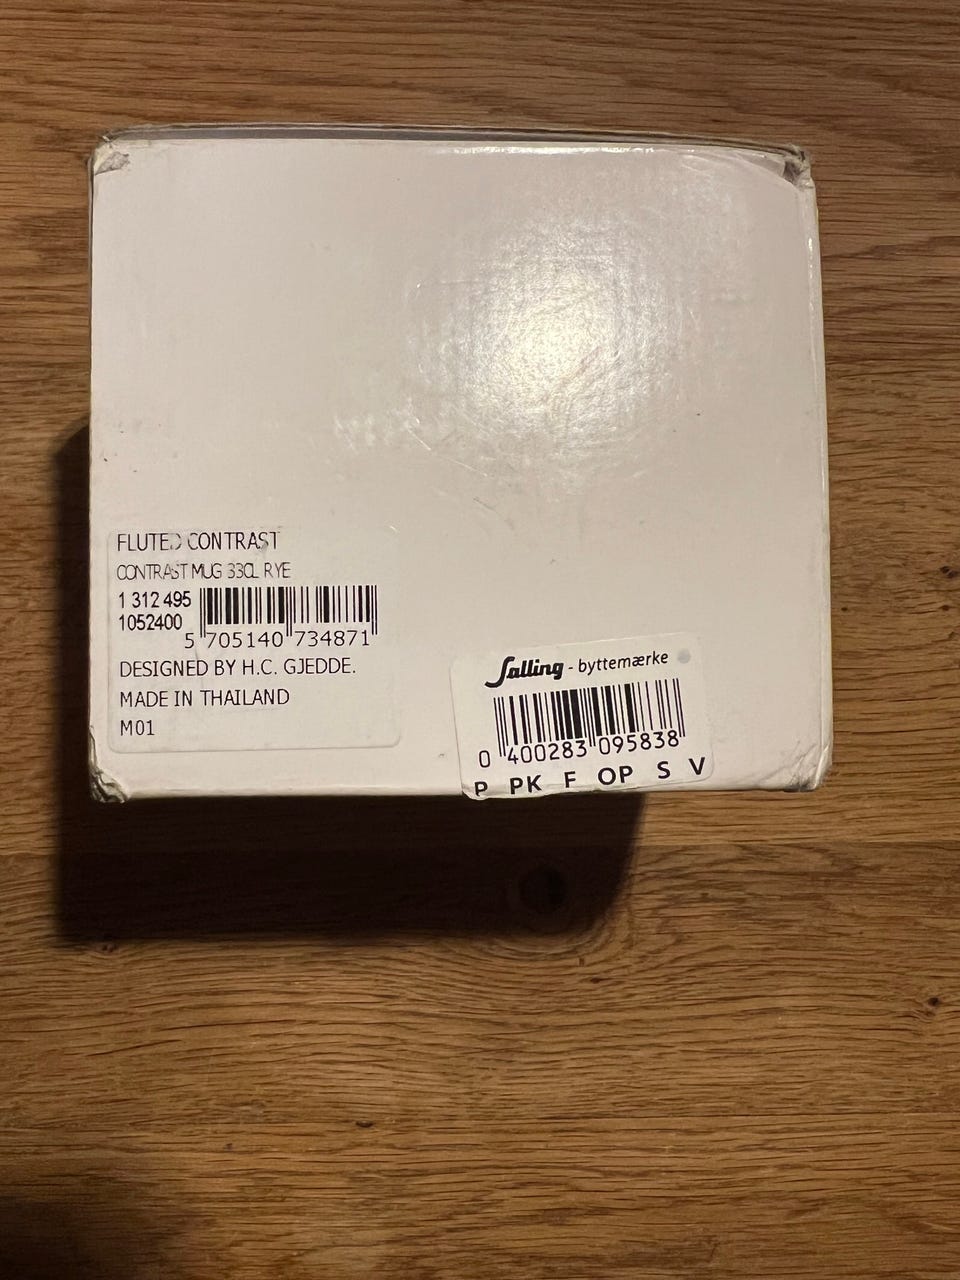 FLUTED CONTRAST
CONTRAST MUG 33CL RYE
1 312 495
1052400
5 705140 734871
DESIGNED BY H.C. GJEDDE.
MADE IN THAILAND
M01
Salling - byttemærke
0 400283 095838
P PK F OP S V